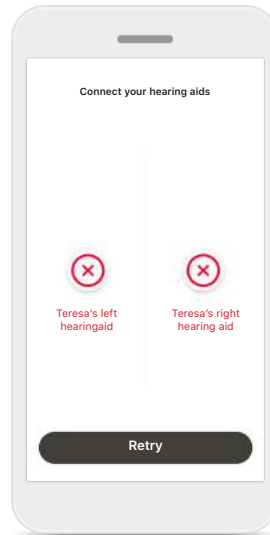 Connect your hearing aids
Teresa's left
hearingaid
Teresa's right
hearing aid
Retry